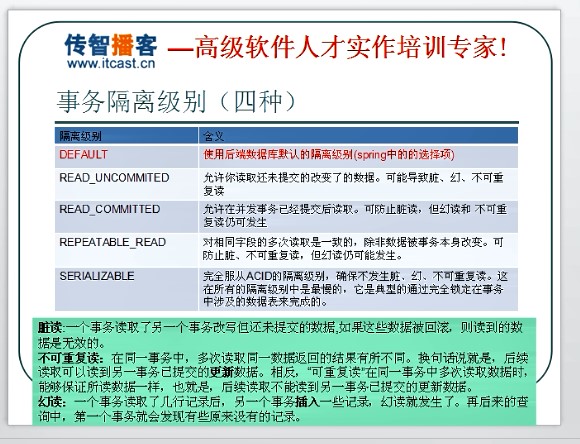 传智播客 —高级软件人才实作培训专家!
www.itcast.cn
事务隔离级别（四种）
隔离级别 含义
DEFAULT 使用后端数据库默认的隔离级别(spring中的的选择项)
READ_UNCOMMITED 允许你读取还未提交的改变了的数据。可能导致脏、幻、不可重
复读
READ_COMMITTED 允许在并发事务已经提交后读取。可防止脏读，但幻读和 不可重
复读仍可发生
REPEATABLE_READ 对相同字段的多次读取是一致的，除非数据被事务本身改变。可
防止脏、不可重复读，但幻读仍可能发生。
SERIALIZABLE 完全服从ACID的隔离级别，确保不发生脏、幻、不可重复读。这
在所有的隔离级别中是最慢的，它是典型的通过完全锁定在事务
中涉及的数据表来完成的。
脏读:一个事务读取了另一个事务改写但还未提交的数据,如果这些数据被回滚，则读到的数
据是无效的。
不可重复读：在同一事务中，多次读取同一数据返回的结果有所不同。换句话说就是，后续
读取可以读到另一事务已提交的更新数据。相反，“可重复读”在同一事务中多次读取数据时,
能够保证所读数据一样，也就是，后续读取不能读到另一事务已提交的更新数据。
幻读：一个事务读取了几行记录后，另一个事务插入一些记录，幻读就发生了。再后来的查
询中，第一个事务就会发现有些原来没有的记录。